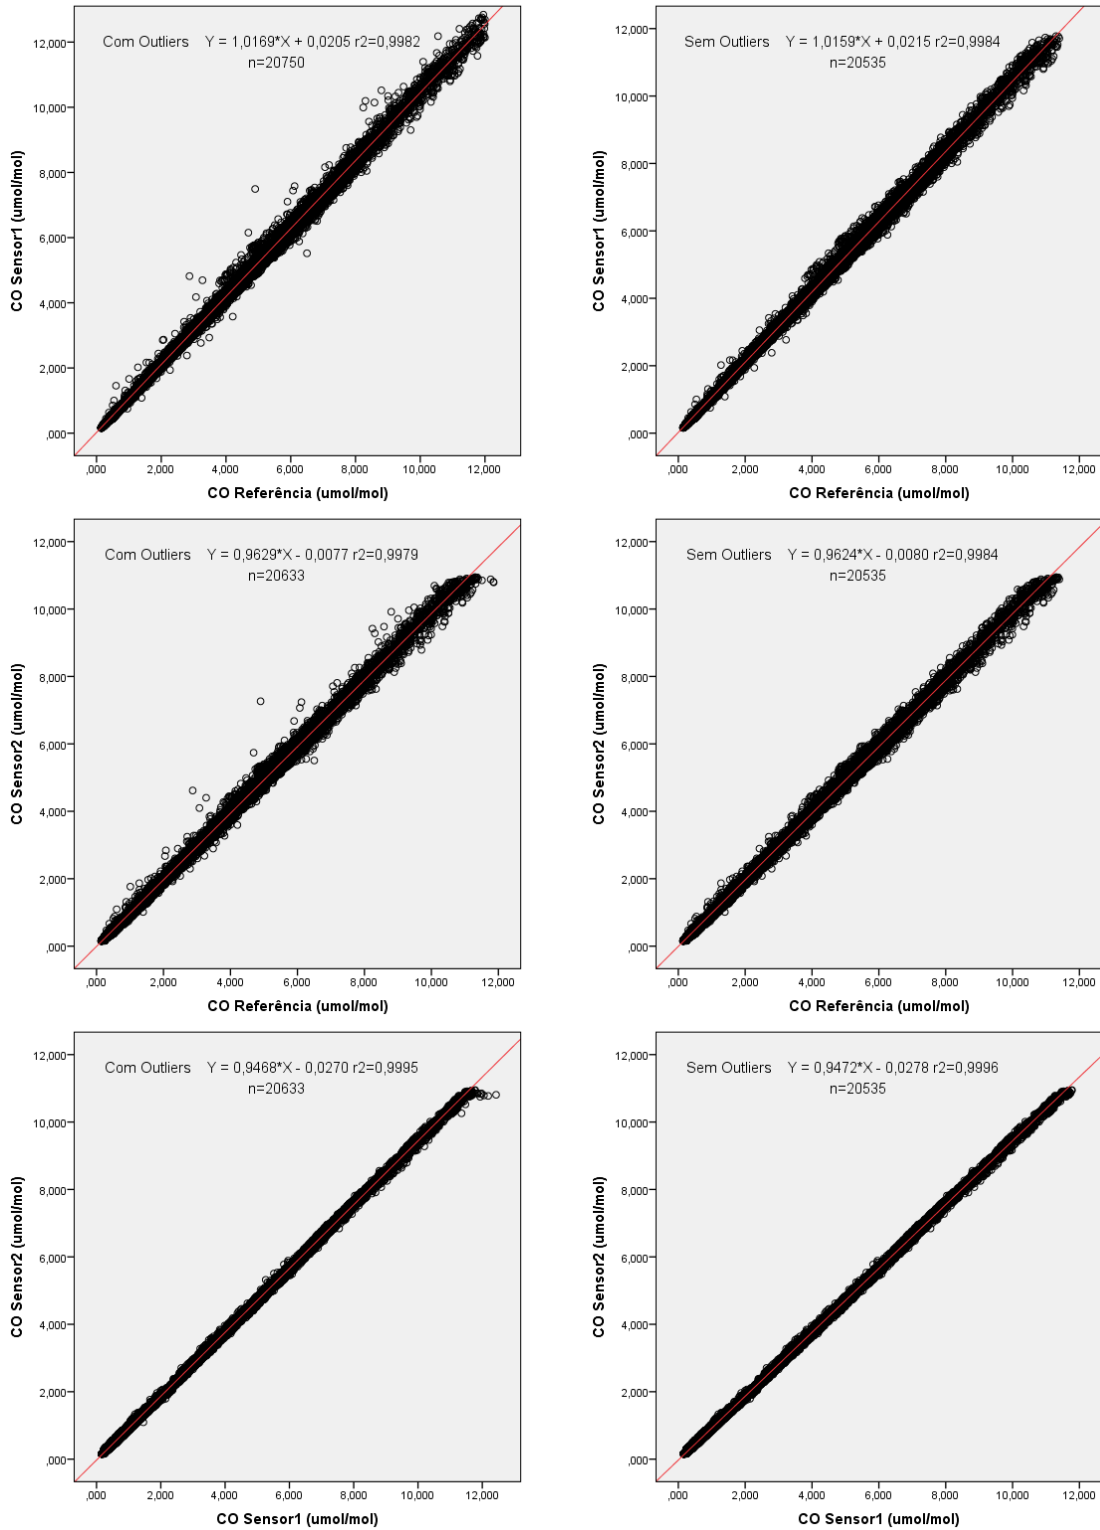 Com Outliers Y = 1,0169*X + 0,0205 r2=0,9982
n=20750
12,000
10,000
8,000
6,000
4,000
2,000
,000
CO Sensor1 (umol/mol)
,000 2,000 4,000 6,000 8,000 10,000 12,000
CO Referência (umol/mol)
Sem Outliers Y = 1,0159*X + 0,0215 r2=0,9984
n=20535
12,000
10,000
8,000
6,000
4,000
2,000
,000
CO Sensor1 (umol/mol)
,000 2,000 4,000 6,000 8,000 10,000 12,000
CO Referência (umol/mol)
Com Outliers Y = 0,9629*X - 0,0077 r2=0,9979
n=20633
12,000
10,000
8,000
6,000
4,000
2,000
,000
CO Sensor2 (umol/mol)
,000 2,000 4,000 6,000 8,000 10,000 12,000
CO Referência (umol/mol)
Sem Outliers Y = 0,9624*X - 0,0080 r2=0,9984
n=20535
12,000
10,000
8,000
6,000
4,000
2,000
,000
CO Sensor2 (umol/mol)
,000 2,000 4,000 6,000 8,000 10,000 12,000
CO Referência (umol/mol)
Com Outliers Y = 0,9468*X - 0,0270 r2=0,9995
n=20633
12,000
10,000
8,000
6,000
4,000
2,000
,000
CO Sensor2 (umol/mol)
,000 2,000 4,000 6,000 8,000 10,000 12,000
CO Sensor1 (umol/mol)
Sem Outliers Y = 0,9472*X - 0,0278 r2=0,9996
n=20535
12,000
10,000
8,000
6,000
4,000
2,000
,000
CO Sensor2 (umol/mol)
,000 2,000 4,000 6,000 8,000 10,000 12,000
CO Sensor1 (umol/mol)